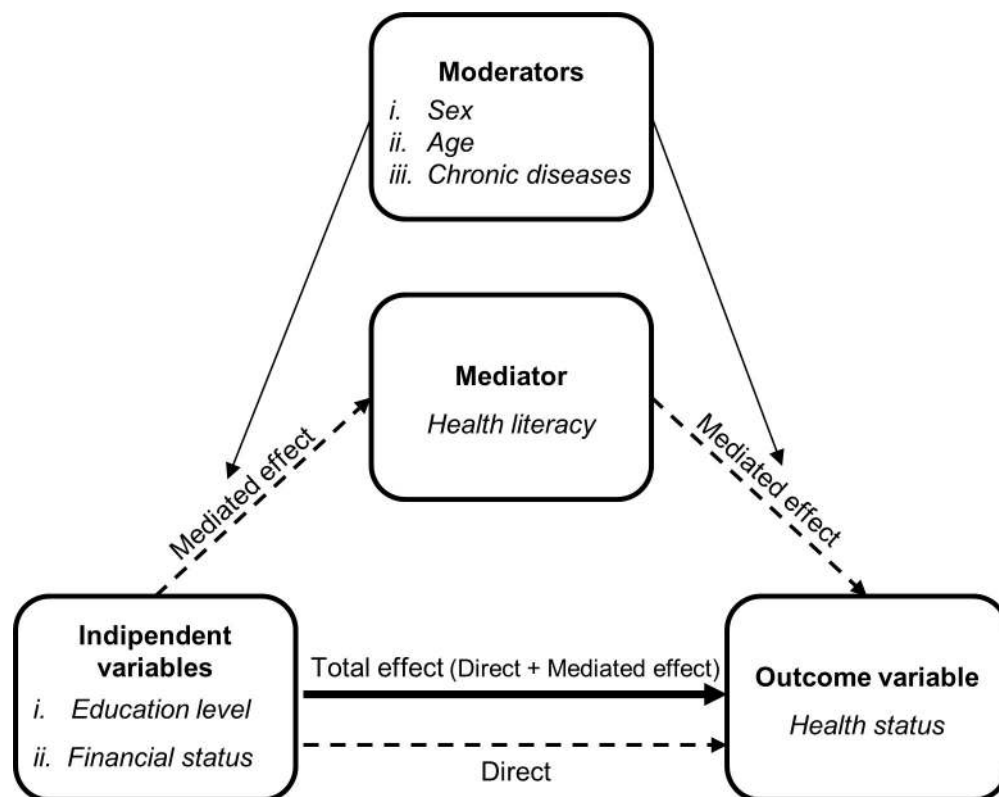 Moderators
i. Sex
ii. Age
iii. Chronic diseases
Mediator
Health literacy
Mediated effect
Mediated effect
Indipendent
variables
i. Education level
ii. Financial status
Total effect (Direct + Mediated effect)
Direct
Outcome variable
Health status